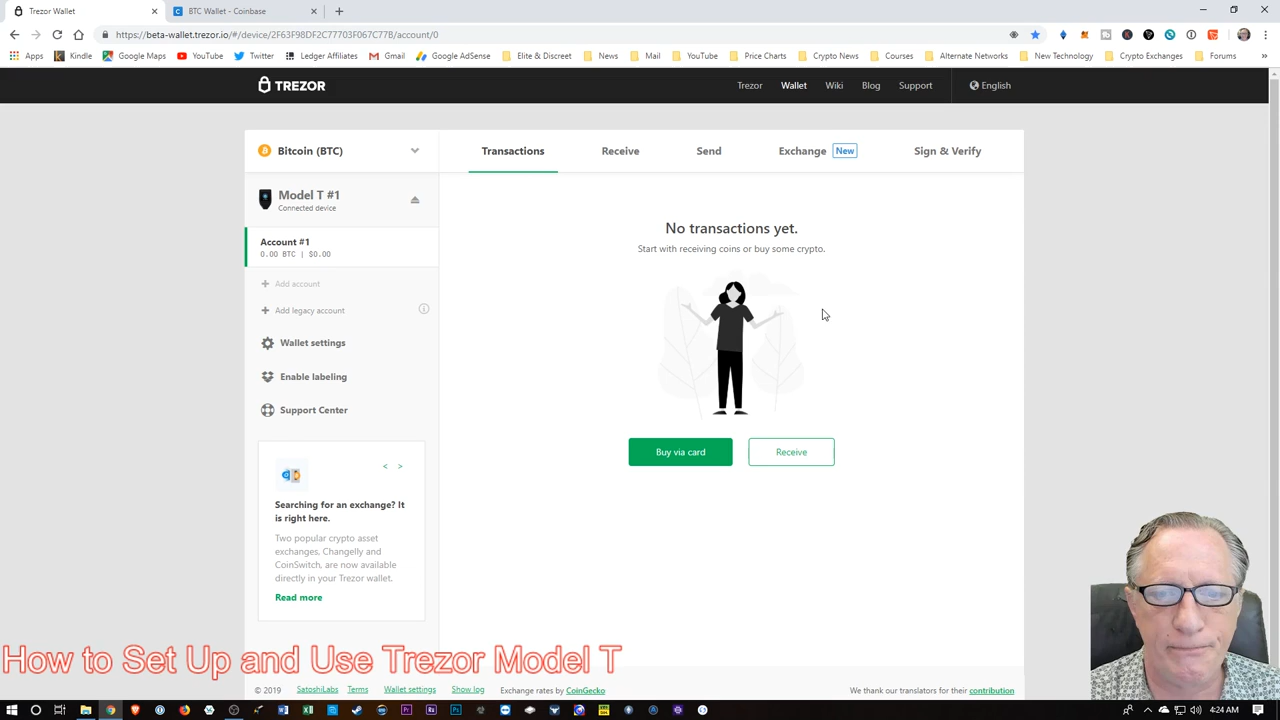 Trezor Wallet
BTC Wallet - Coinbase
https://beta-wallet.trezor.io/#/device/2F63F98DF2C77703F067C77B/account/0
Apps
Kindle
Google Maps
YouTube
Twitter
Ledger Affiliates
Gmail
Google AdSense
Elite & Discreet
News
Mail
YouTube
Price Charts
Crypto News
Courses
Alternate Networks
New Technology
Crypto Exchanges
Forums
»
TREZOR
Trezor
Wallet
Wiki
Blog
Support
English
Bitcoin (BTC)
Transactions
Receive
Send
Exchange New
Sign & Verify
Model T #1
Connected device
Account #1
0.00 BTC | $0.00
+ Add account
+ Add legacy account
Wallet settings
Enable labeling
Support Center
No transactions yet.
Start with receiving coins or buy some crypto.
Buy via card
Receive
< >
Searching for an exchange? It
is right here.
Two popular crypto asset
exchanges, Changelly and
CoinSwitch, are now available
directly in your Trezor wallet.
Read more
How to Set Up and Use Trezor Model T
© 2019
SatoshiLabs
Terms
Wallet settings
Show log
Exchange rates by CoinGecko
We thank our translators for their contribution
4:24 AM